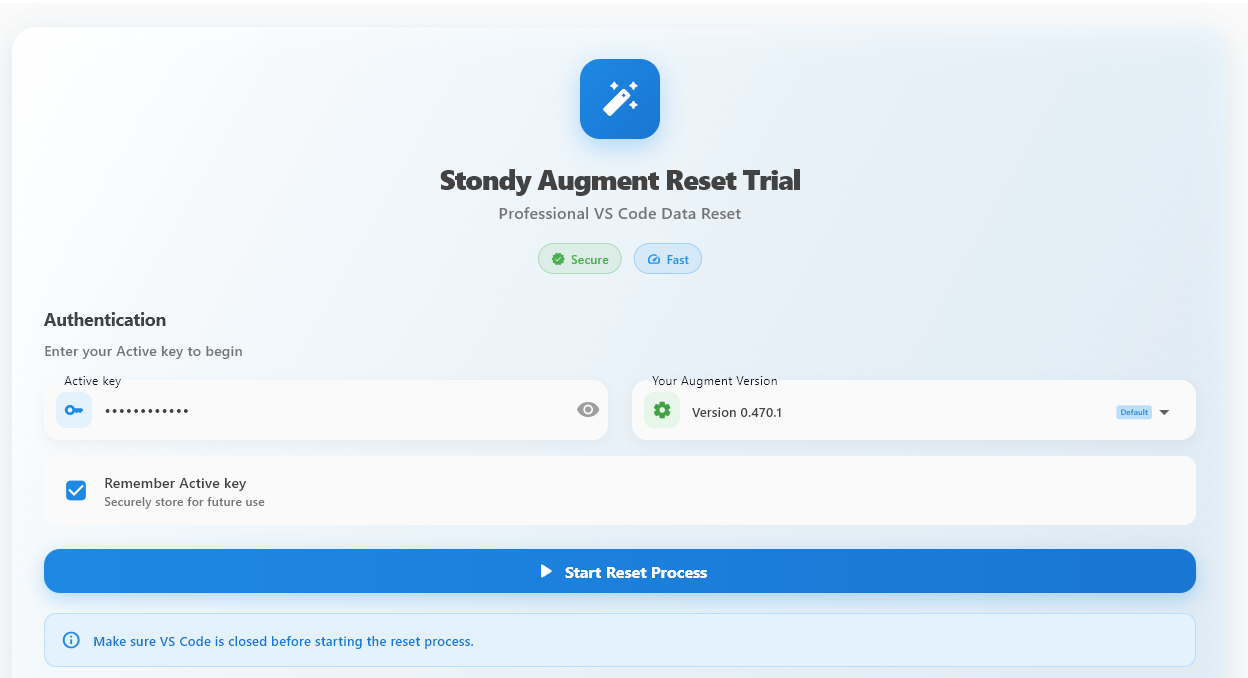 Stondy Augment Reset Trial
Professional VS Code Data Reset
Secure
Fast
Authentication
Enter your Active key to begin
Active key
••••••••••••
Your Augment Version
Version 0.470.1
Default
Remember Active key
Securely store for future use
Start Reset Process
Make sure VS Code is closed before starting the reset process.